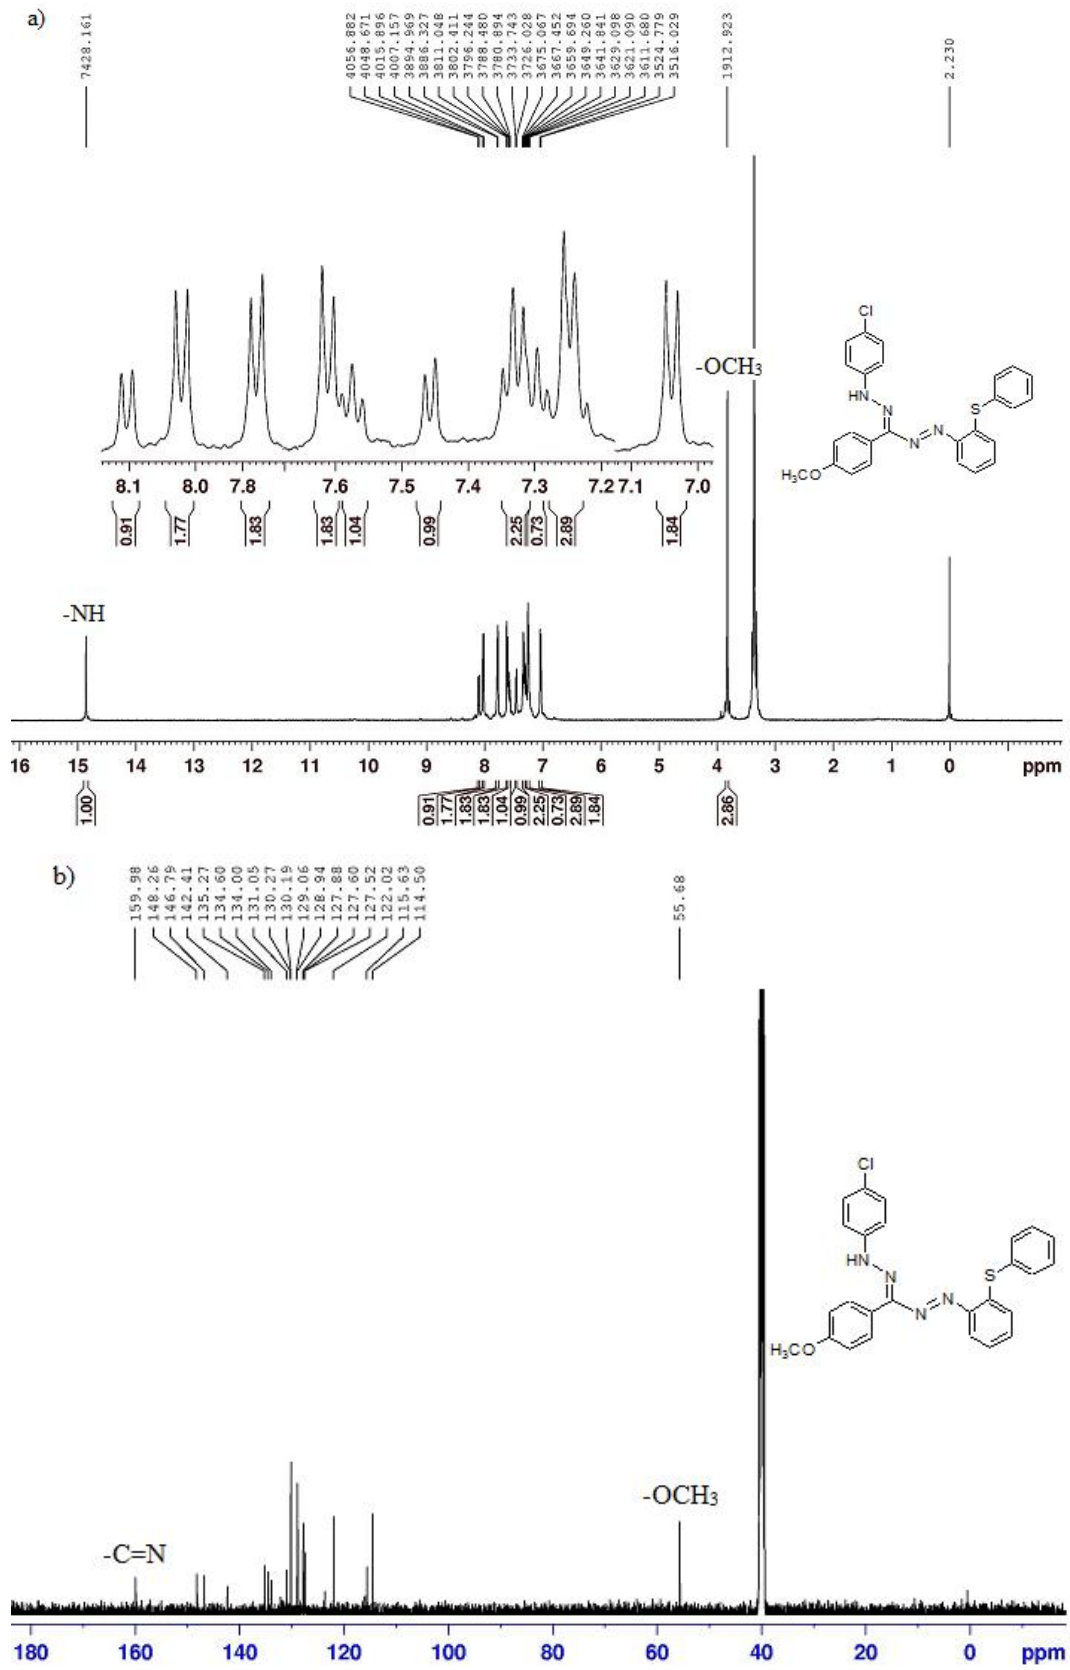 a)
7428.161
4056.882
4048.671
4015.896
4007.157
3894.969
3886.327
3811.048
3802.411
3796.244
3788.480
3780.894
3733.743
3726.028
3675.067
3667.452
3659.694
3649.260
3641.841
3629.098
3621.090
3611.680
3524.779
3516.029
1912.923
2.230
-OCH3
Cl
HN
N
S
N
N
H3CO
8.1 8.0 7.8 7.6 7.5 7.4 7.3 7.2 7.1 7.0
0.91 1.77 1.83 1.83 1.04 0.99 2.25 0.73 2.89 1.84
-NH
16 15 14 13 12 11 10 9 8 7 6 5 4 3 2 1 0 ppm
1.00 0.91 1.77 1.83 1.83 1.04 0.99 2.25 0.73 2.89 1.84 2.86
b)
159.98
148.26
146.79
142.41
135.27
134.60
134.00
131.05
130.27
130.19
129.06
128.94
127.88
127.60
127.52
122.02
115.63
114.50
55.68
Cl
HN
N
S
N
N
H3CO
-OCH3
-C=N
180 160 140 120 100 80 60 40 20 0 ppm